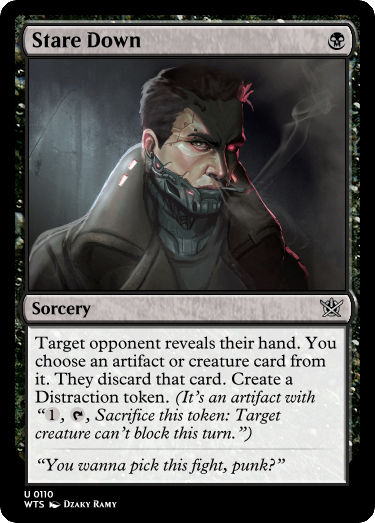 Stare Down
Sorcery
Target opponent reveals their hand. You
choose an artifact or creature card from
it. They discard that card. Create a
Distraction token. (It's an artifact with
“1, , Sacrifice this token: Target
creature can't block this turn.”)
“You wanna pick this fight, punk?”
U 0110
WTS Dzaky Ramy